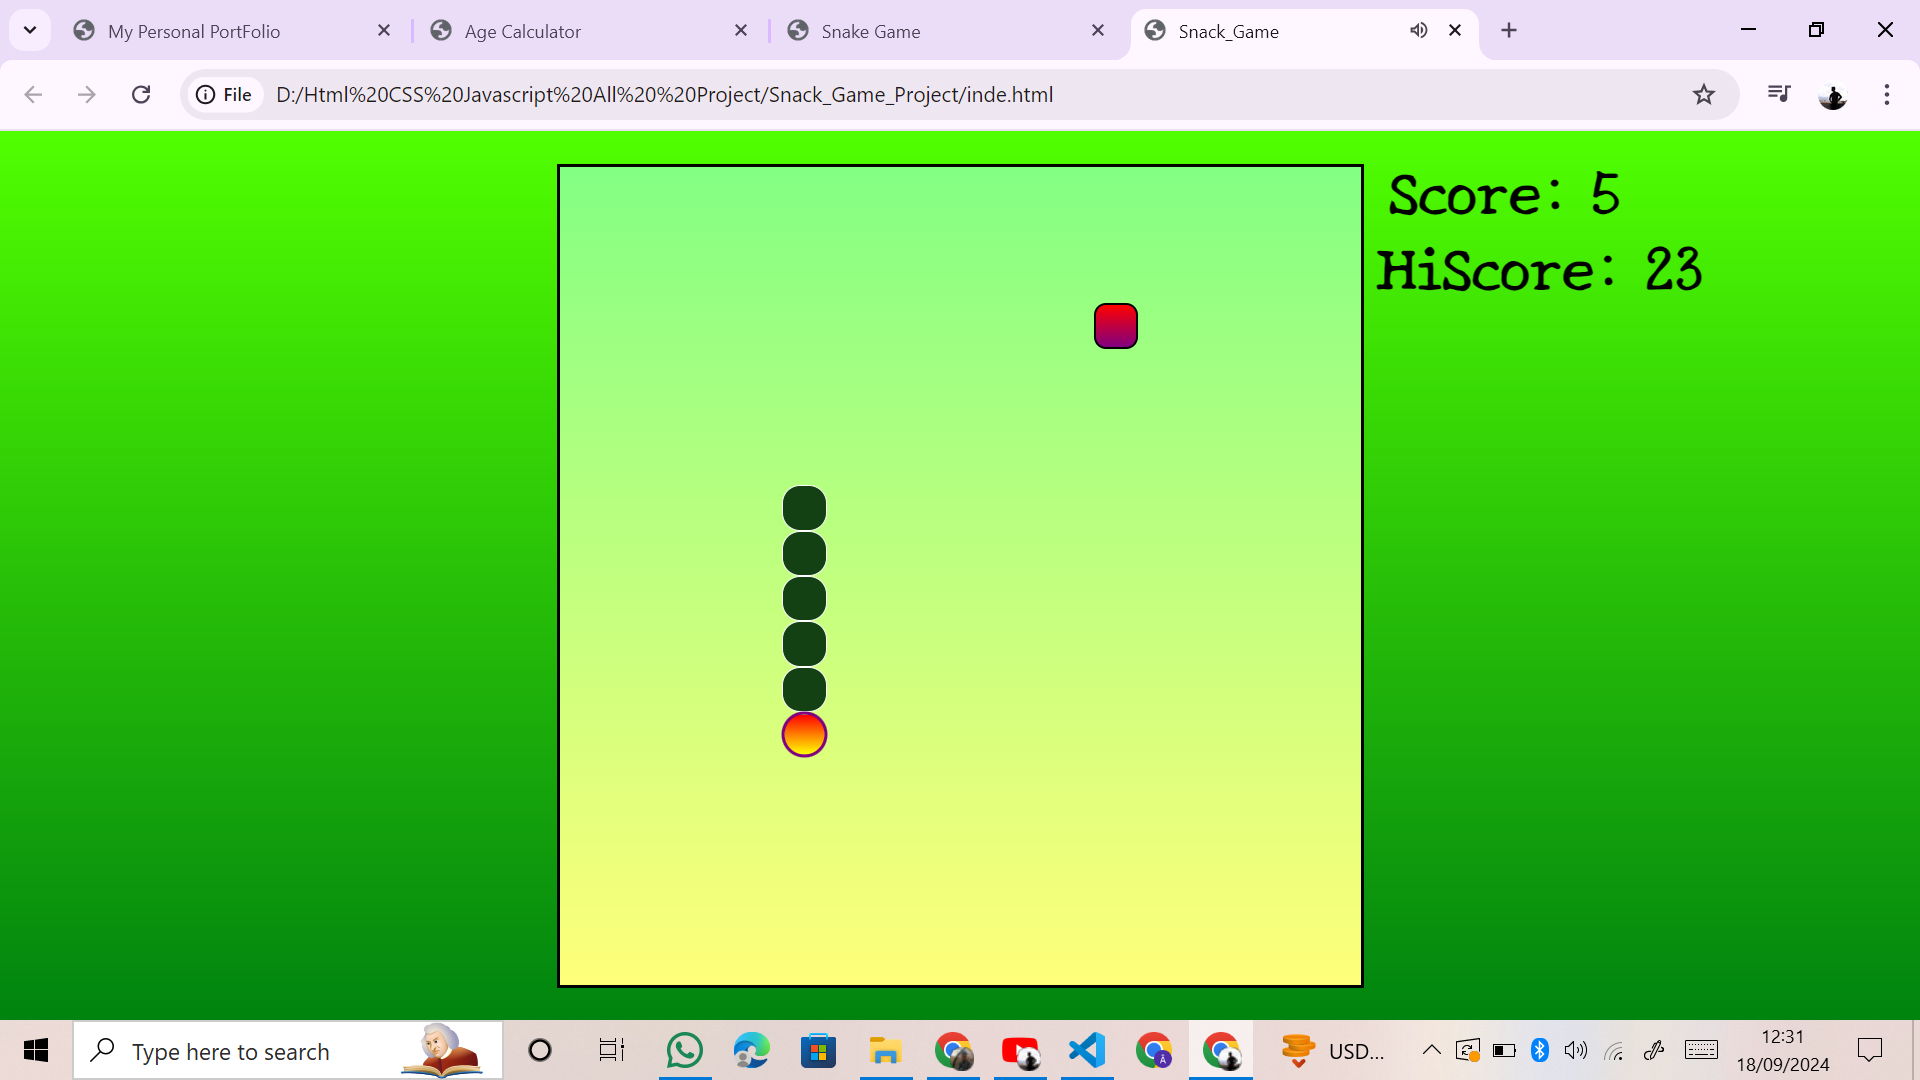 My Personal PortFolio
Age Calculator
Snake Game
Snack_Game
File
D:/Html%20CSS%20Javascript%20All%20%20Project/Snack_Game_Project/inde.html
Score: 5
HiScore: 23
Type here to search
USD...
12:31
18/09/2024